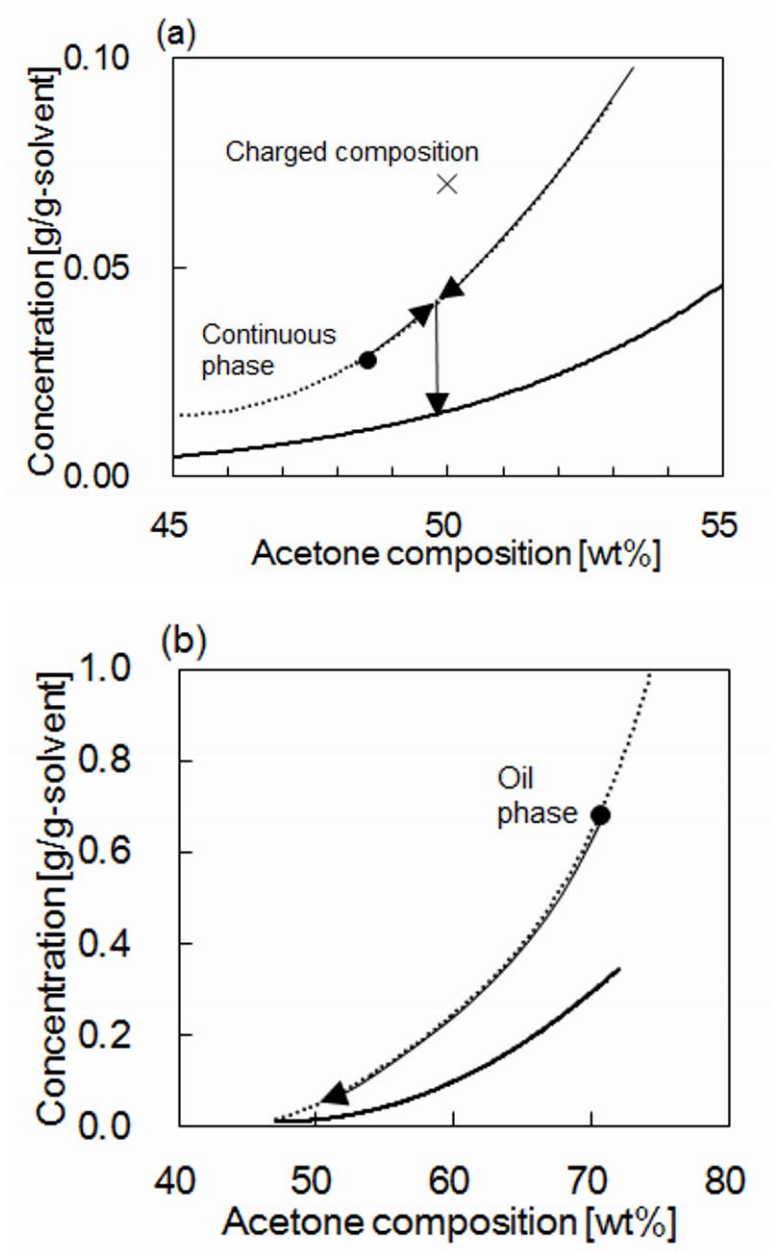 (a)
0.10
Charged composition
0.05
Continuous
phase
0.00
45
50
55
Concentration [g/g-solvent]
Acetone composition [wt%]
(b)
1.0
0.8
Oil
phase
0.6
0.4
0.2
0.0
40
50
60
70
80
Concentration [g/g-solvent]
Acetone composition [wt%]